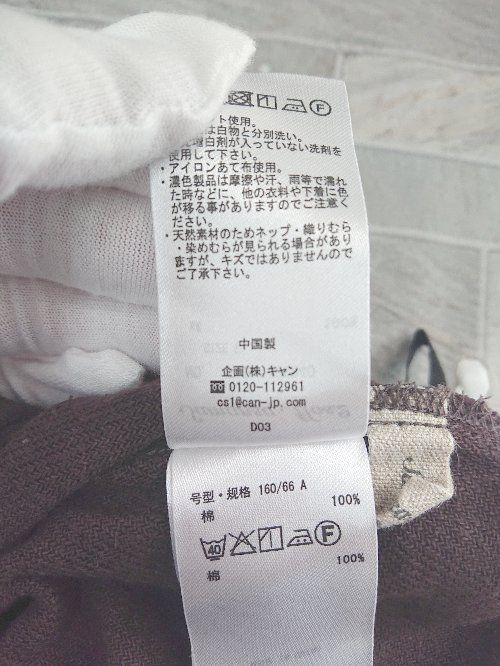 ト使用。
は白物と分別洗い。
増白剤が入っていない洗剤を
使用して下さい。
・アイロンあて布使用。
・濃色製品は摩擦や汗、雨等で濡れ
た時などに、他の衣料や下着に色
が移る事がありますのでご注意く
ださい。
・天然素材のためネップ・織りむら
・染めむらが見られる場合があり
ますが、キズではありませんので
ご了承下さい。
中国製
企画(株)キャン
0120-112961
cs1@can-jp.com
D03
号型・规格 160/66 A
棉 100%
40
F
棉 100%